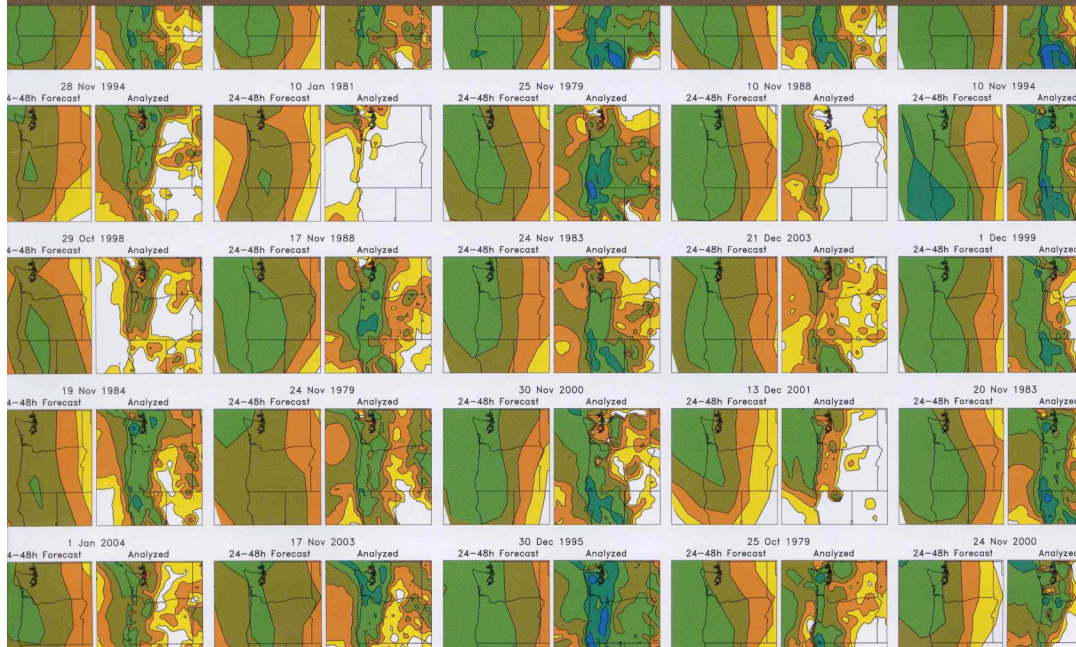 28 Nov 1994 10 Jan 1981 25 Nov 1979 10 Nov 1988 10 Nov 1994
4-48h Forecast Analyzed 24-48h Forecast Analyzed 24-48h Forecast Analyzed 24-48h Forecast Analyzed 24-48h Forecast Analyzed
29 Oct 1998 17 Nov 1988 24 Nov 1983 21 Dec 2003 1 Dec 1999
4-48h Forecast Analyzed 24-48h Forecast Analyzed 24-48h Forecast Analyzed 24-48h Forecast Analyzed 24-48h Forecast Analyzed
19 Nov 1984 24 Nov 1979 30 Nov 2000 13 Dec 2001 20 Nov 1983
4-48h Forecast Analyzed 24-48h Forecast Analyzed 24-48h Forecast Analyzed 24-48h Forecast Analyzed 24-48h Forecast Analyzed
1 Jan 2004 17 Nov 2003 30 Dec 1995 25 Oct 1979 24 Nov 2000
4-48h Forecast Analyzed 24-48h Forecast Analyzed 24-48h Forecast Analyzed 24-48h Forecast Analyzed 24-48h Forecast Analyzed